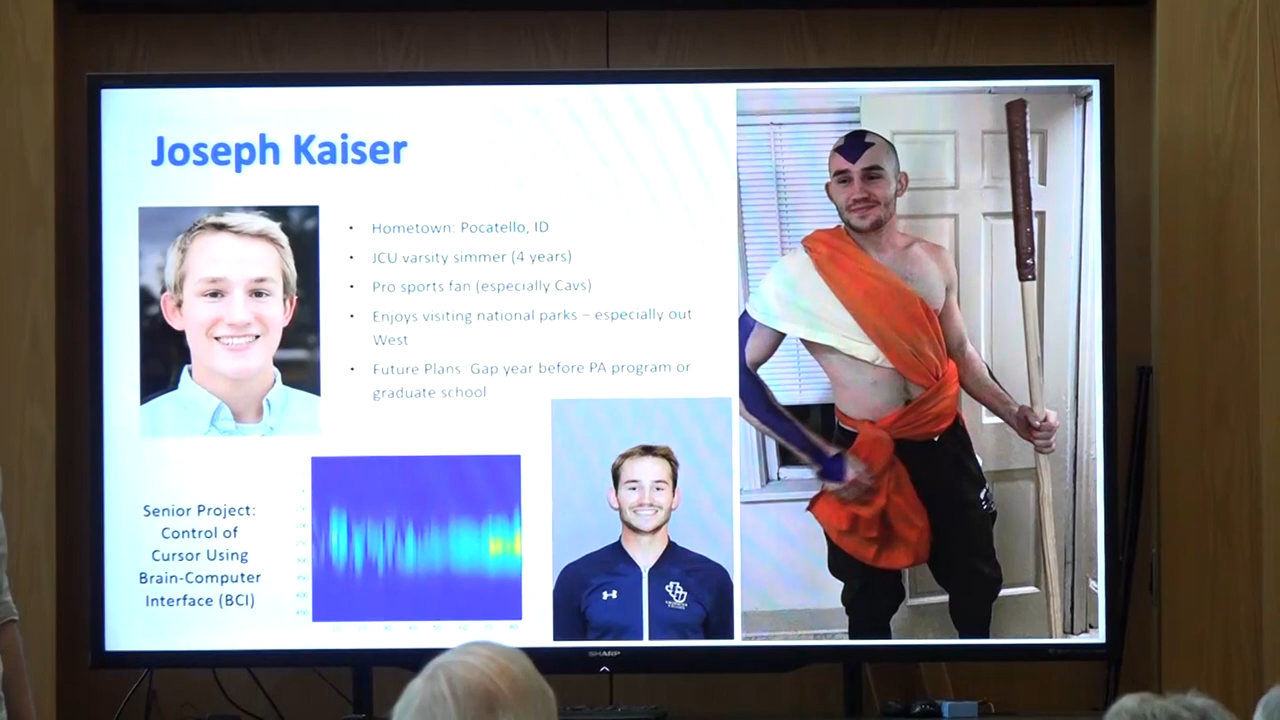 Joseph Kaiser
• Hometown: Pocatello, ID
• JCU varsity simmer (4 years)
• Pro sports fan (especially Cavs)
• Enjoys visiting national parks – especially out
West
• Future Plans: Gap year before PA program or
graduate school
Senior Project:
Control of
Cursor Using
Brain-Computer
Interface (BCI)
JCU
SHARP